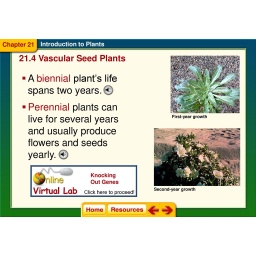 Chapter 21 Introduction to Plants
21.4 Vascular Seed Plants
▪ A biennial plant's life
spans two years.
▪ Perennial plants can
live for several years
and usually produce
flowers and seeds
yearly.
First-year growth
Second-year growth
Online
Virtual Lab
Knocking
Out Genes
Click here to proceed!
Home Resources